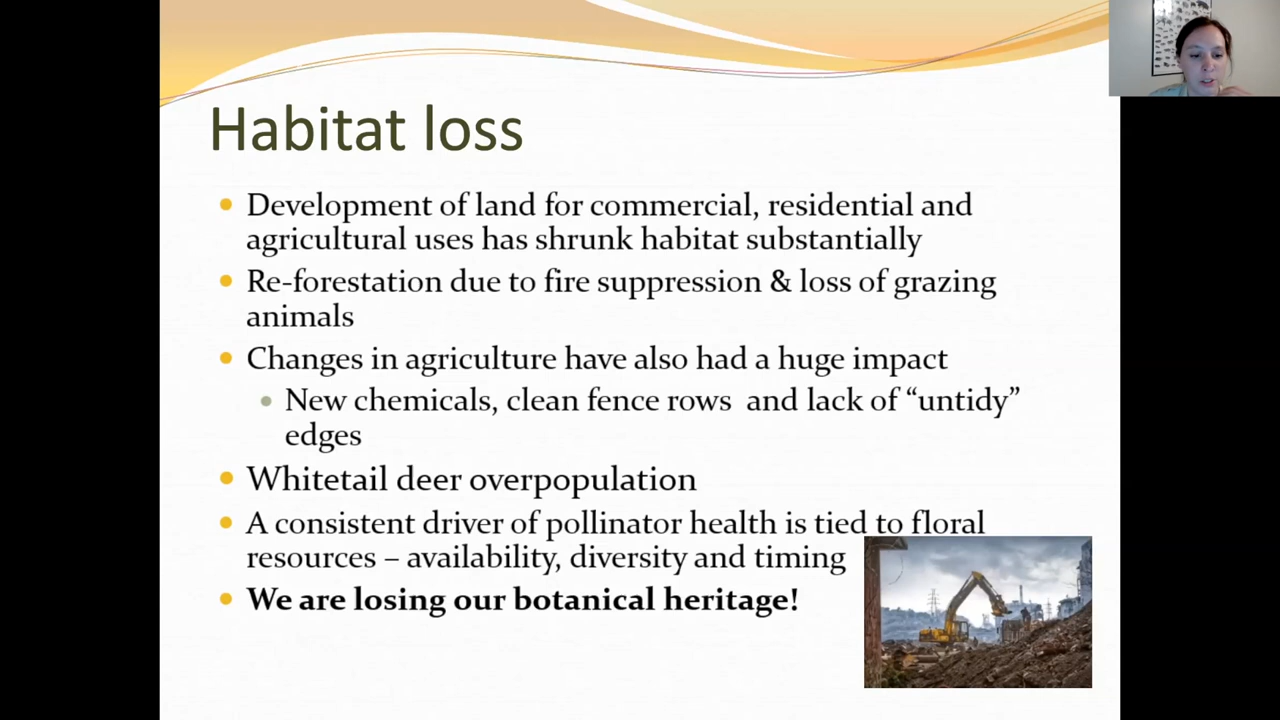 Habitat loss
• Development of land for commercial, residential and
agricultural uses has shrunk habitat substantially
• Re-forestation due to fire suppression & loss of grazing
animals
• Changes in agriculture have also had a huge impact
• New chemicals, clean fence rows and lack of “untidy”
edges
• Whitetail deer overpopulation
• A consistent driver of pollinator health is tied to floral
resources – availability, diversity and timing
• We are losing our botanical heritage!